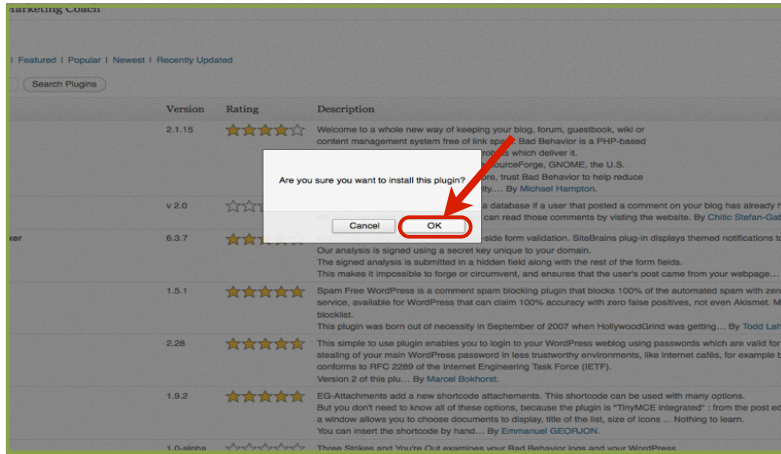 Marketing Coach
| Featured | Popular | Newest | Recently Updated
Search Plugins
Version Rating Description
2.1.15 Welcome to a whole new way of keeping your blog, forum, guestbook, wiki or
content management system free of link spam. Bad Behavior is a PHP-based
which deliver it.
SourceForge, GNOME, the U.S.
trust Bad Behavior to help reduce
By Michael Hampton.
Are you sure you want to install this plugin?
Cancel OK
v 2.0 a database if a user that posted a comment on your blog has already
can read those comments by visting the website. By Chitic Stefan-Gab
ker 6.3.7 -side form validation. SiteBrains plug-in displays themed notifications to
Our analysis is signed using a secret key unique to your domain.
The signed analysis is submitted in a hidden field along with the rest of the form fields.
This makes it impossible to forge or circumvent, and ensures that the user's post came from your webpage...
1.5.1 Spam Free WordPress is a comment spam blocking plugin that blocks 100% of the automated spam with zero
service, available for WordPress that can claim 100% accuracy with zero false positives, not even Akismet. M
blocklist.
This plugin was born out of necessity in September of 2007 when HollywoodGrind was getting… By Todd Lah
2.28 This simple to use plugin enables you to login to your WordPress weblog using passwords which are valid for
stealing of your main WordPress password in less trustworthy environments, like internet cafés, for example b
conforms to RFC 2289 of the Internet Engineering Task Force (IETF).
Version 2 of this plu… By Marcel Bokhorst.
1.9.2 EG-Attachments add a new shortcode attachements. This shortcode can be used with many options.
But you don't need to know all of these options, because the plugin is "TinyMCE integrated" : from the post ed
a window allows you to choose documents to display, title of the list, size of icons ... Nothing to learn.
You can insert the shortcode by hand… By Emmanuel GEORJON.
1.0-alpha Three Strikes and You're Out examines your Bad Behavior logs and your WordPress